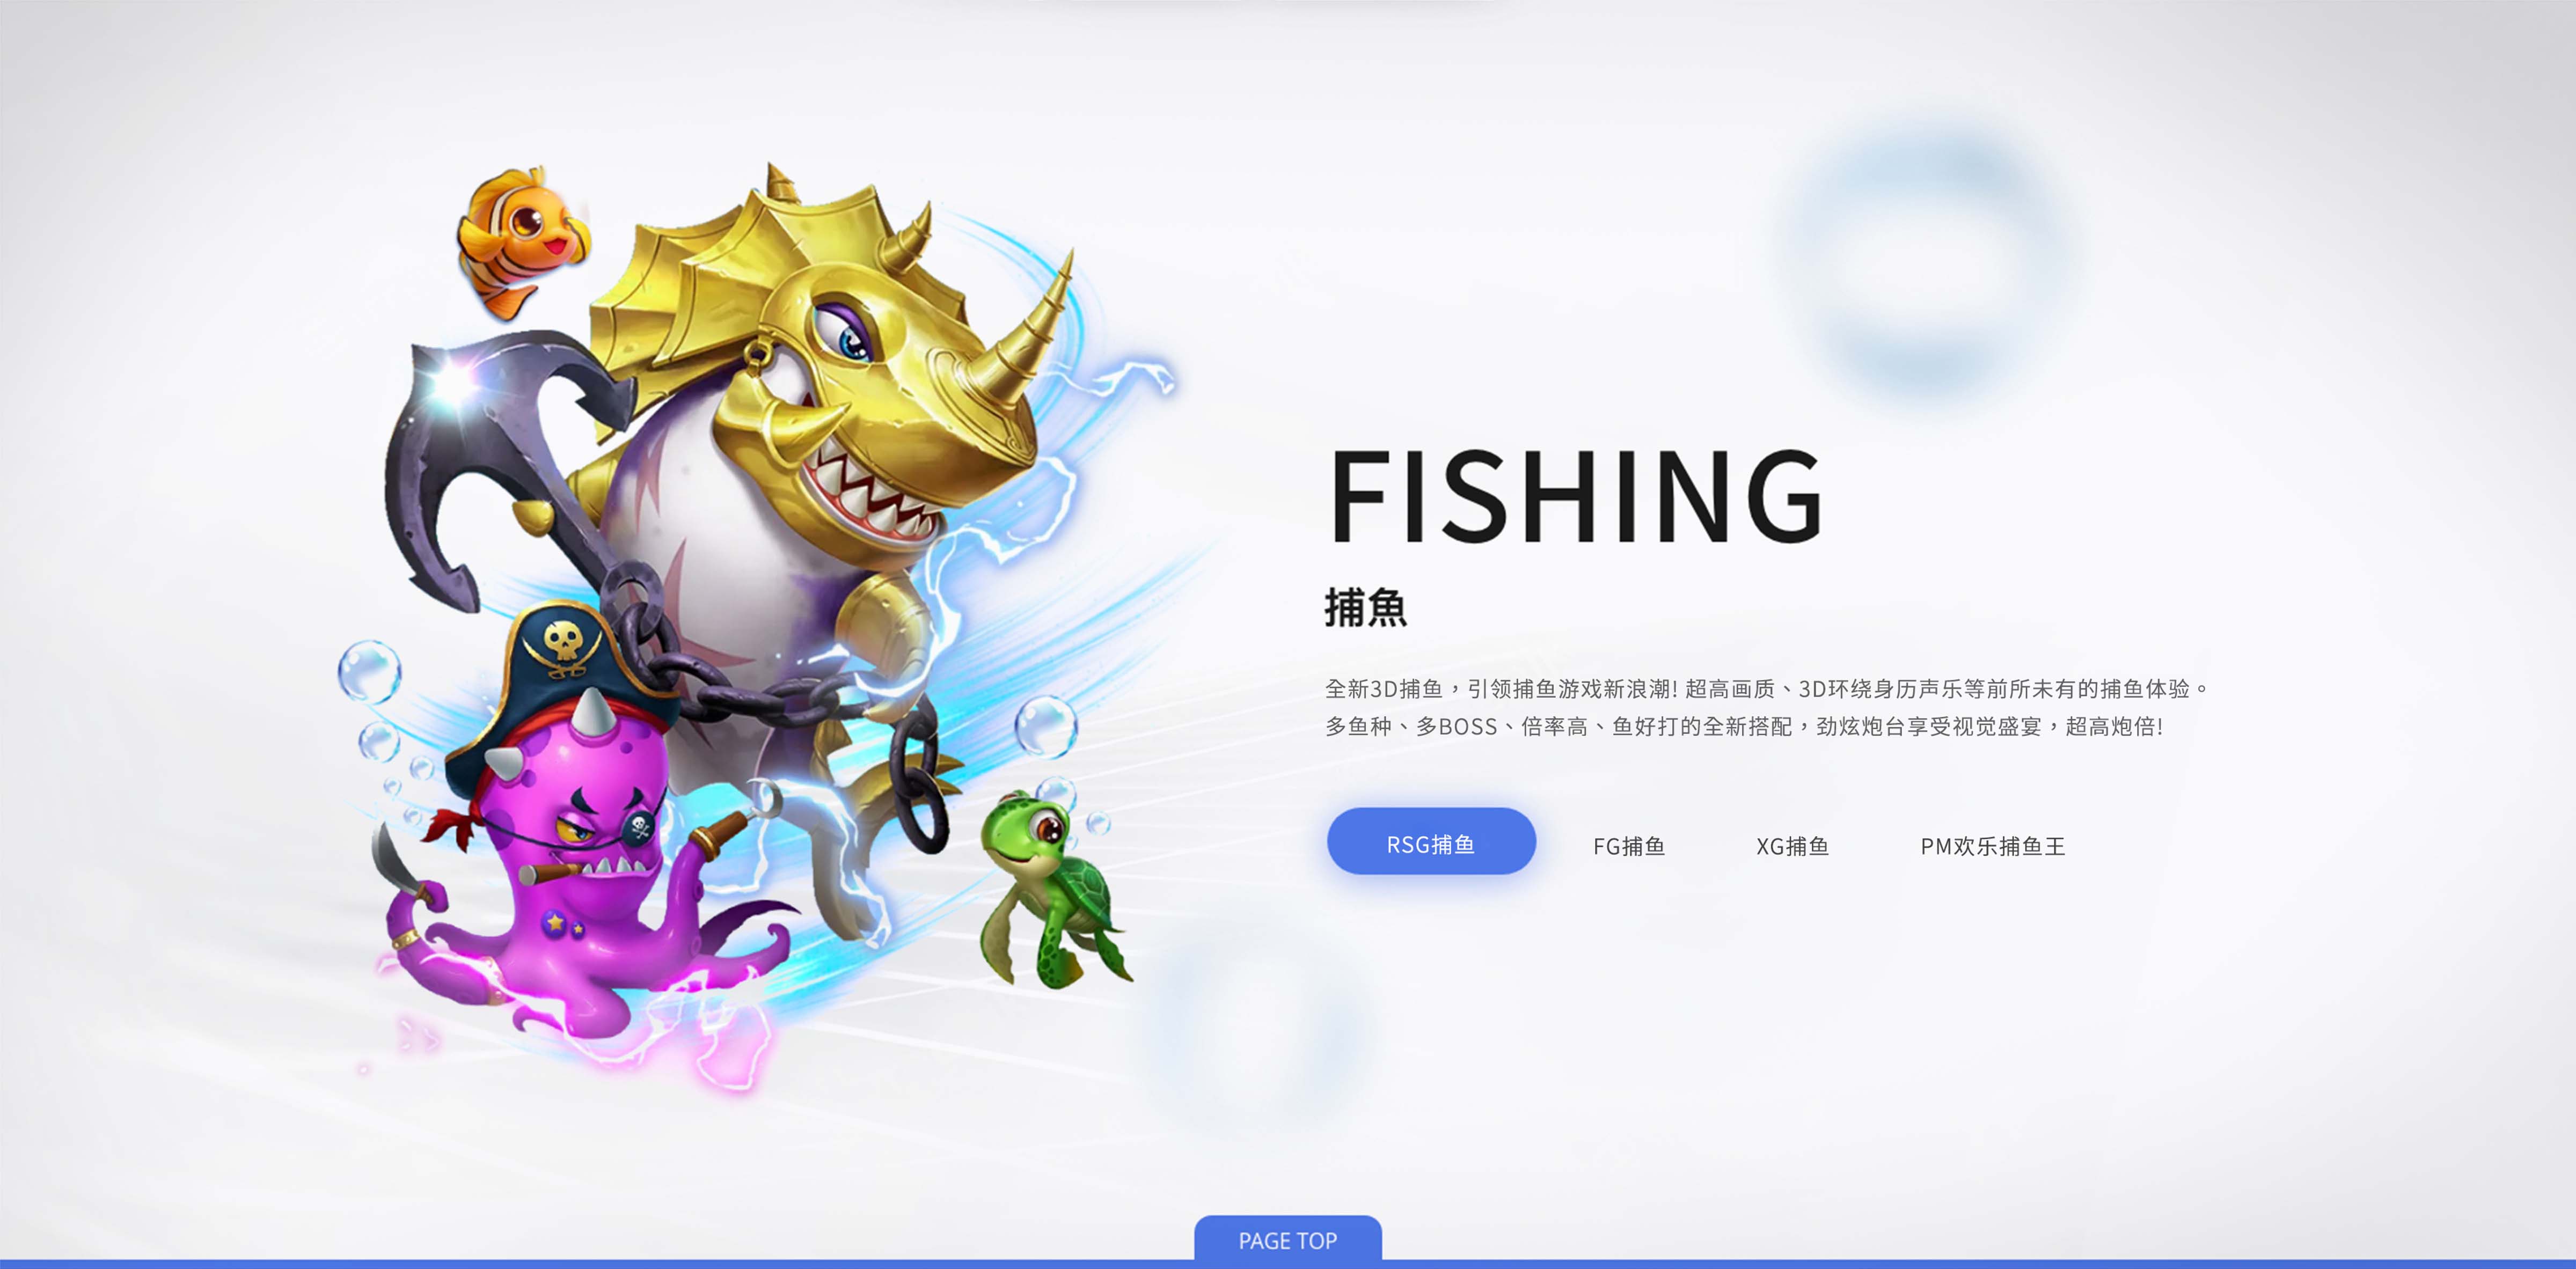 FISHING
捕魚
全新3D捕鱼，引领捕鱼游戏新浪潮! 超高画质、3D环绕身历声乐等前所未有的捕鱼体验。
多鱼种、多BOSS、倍率高、鱼好打的全新搭配，劲炫炮台享受视觉盛宴，超高炮倍!
RSG捕鱼 FG捕鱼 XG捕鱼 PM欢乐捕鱼王
PAGE TOP